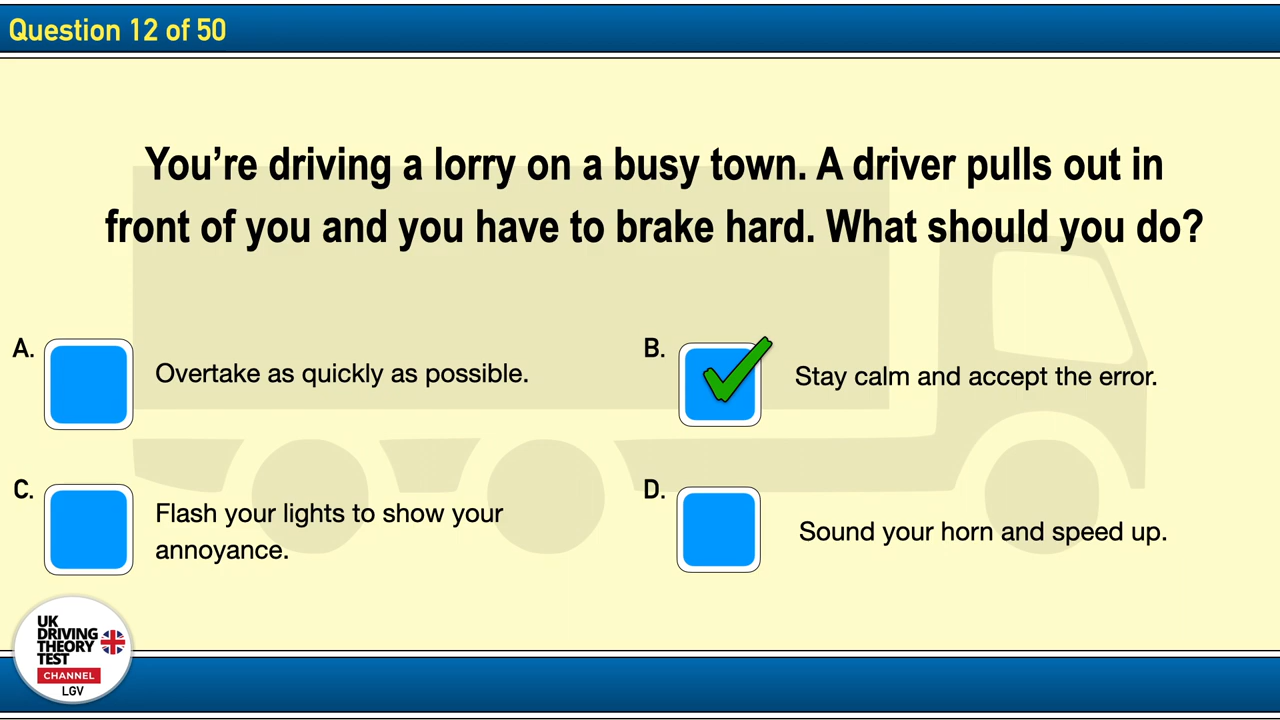 Question 12 of 50
You’re driving a lorry on a busy town. A driver pulls out in
front of you and you have to brake hard. What should you do?
A.
Overtake as quickly as possible.
B.
Stay calm and accept the error.
C.
Flash your lights to show your
annoyance.
D.
Sound your horn and speed up.
UK
DRIVING
THEORY
TEST
CHANNEL
LGV